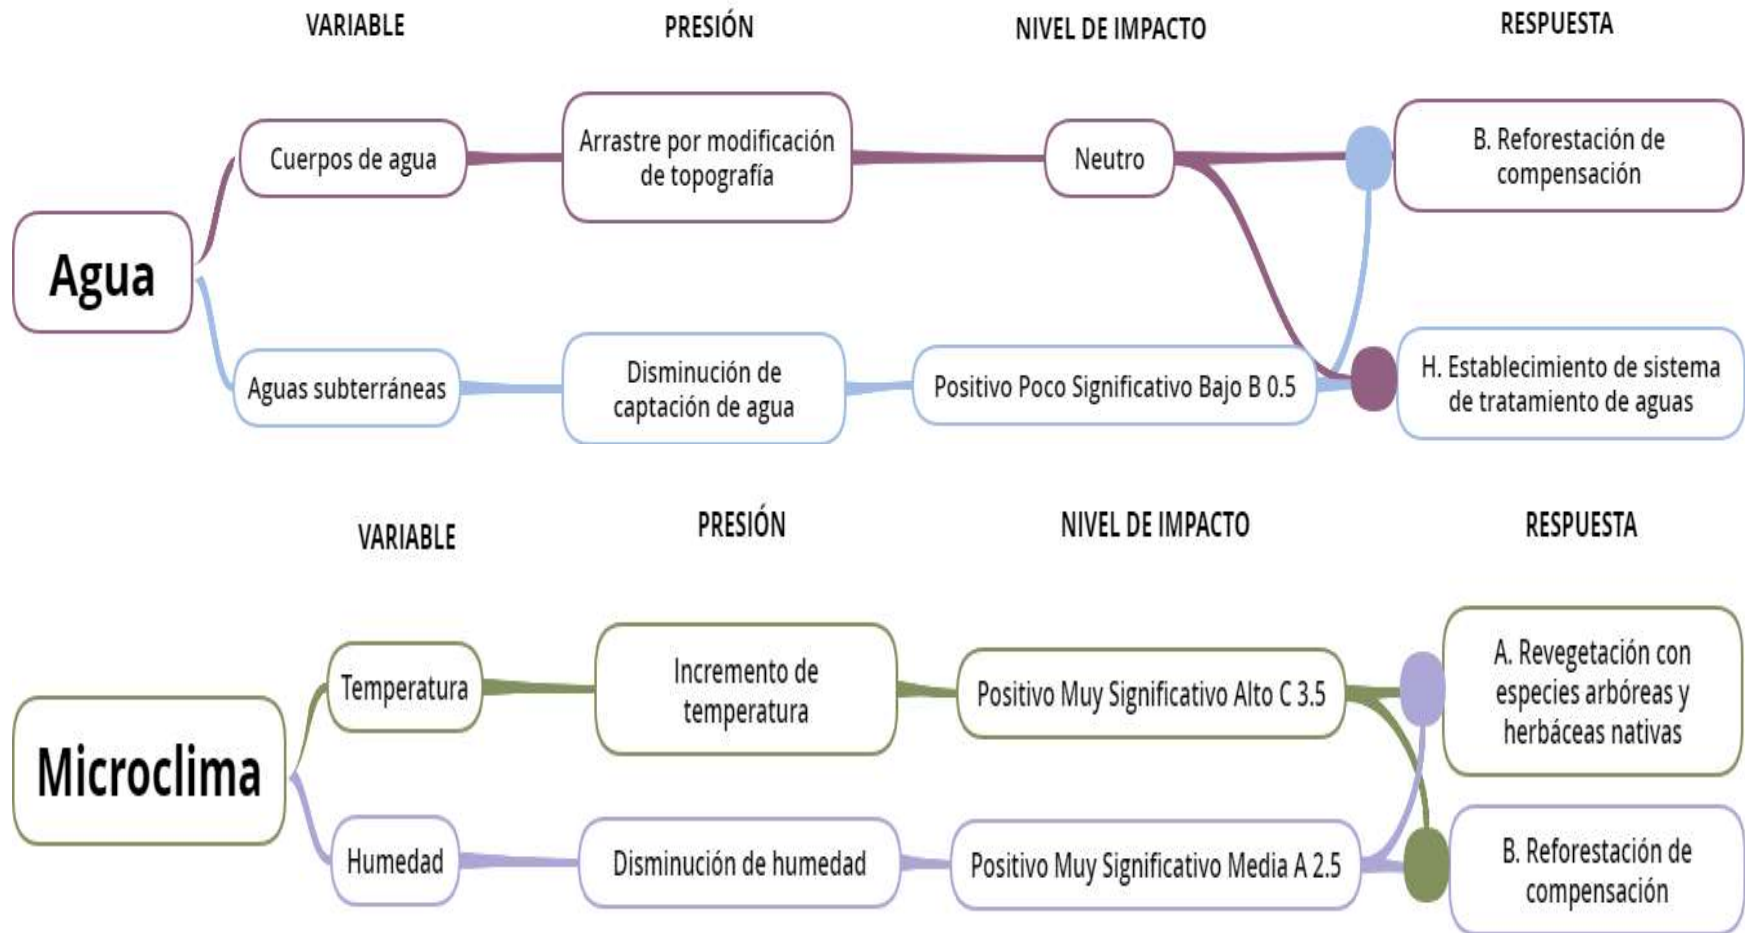 VARIABLE
PRESIÓN
NIVEL DE IMPACTO
RESPUESTA
Agua
Cuerpos de agua
Arrastre por modificación
de topografía
Neutro
B. Reforestación de
compensación
Aguas subterráneas
Disminución de
captación de agua
Positivo Poco Significativo Bajo B 0.5
H. Establecimiento de sistema
de tratamiento de aguas
VARIABLE
PRESIÓN
NIVEL DE IMPACTO
RESPUESTA
Microclima
Temperatura
Incremento de
temperatura
Positivo Muy Significativo Alto C 3.5
A. Revegetación con
especies arbóreas y
herbáceas nativas
Humedad
Disminución de humedad
Positivo Muy Significativo Media A 2.5
B. Reforestación de
compensación